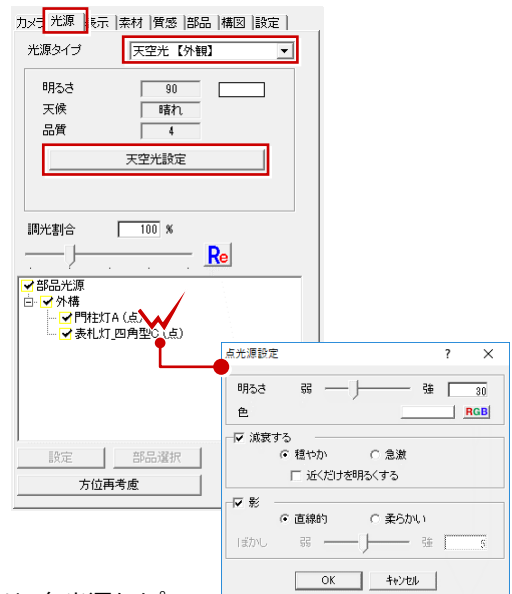 カメラ 光源 表示 素材 質感 部品 構図 設定
光源タイプ 天空光【外観】
明るさ 90
天候 晴れ
品質 4
天空光設定
調光割合 100 %
Re
部品光源
外構
門柱灯A (点)
表札灯_四角型C (点)
設定 部品選択
方位再考慮
点光源設定 ? ×
明るさ 弱 強 30
色 RGB
減衰する
穏やか 急激
近くだけを明るくする
影
直線的 柔らかい
ぼかし 弱 強 5
OK キャンセル